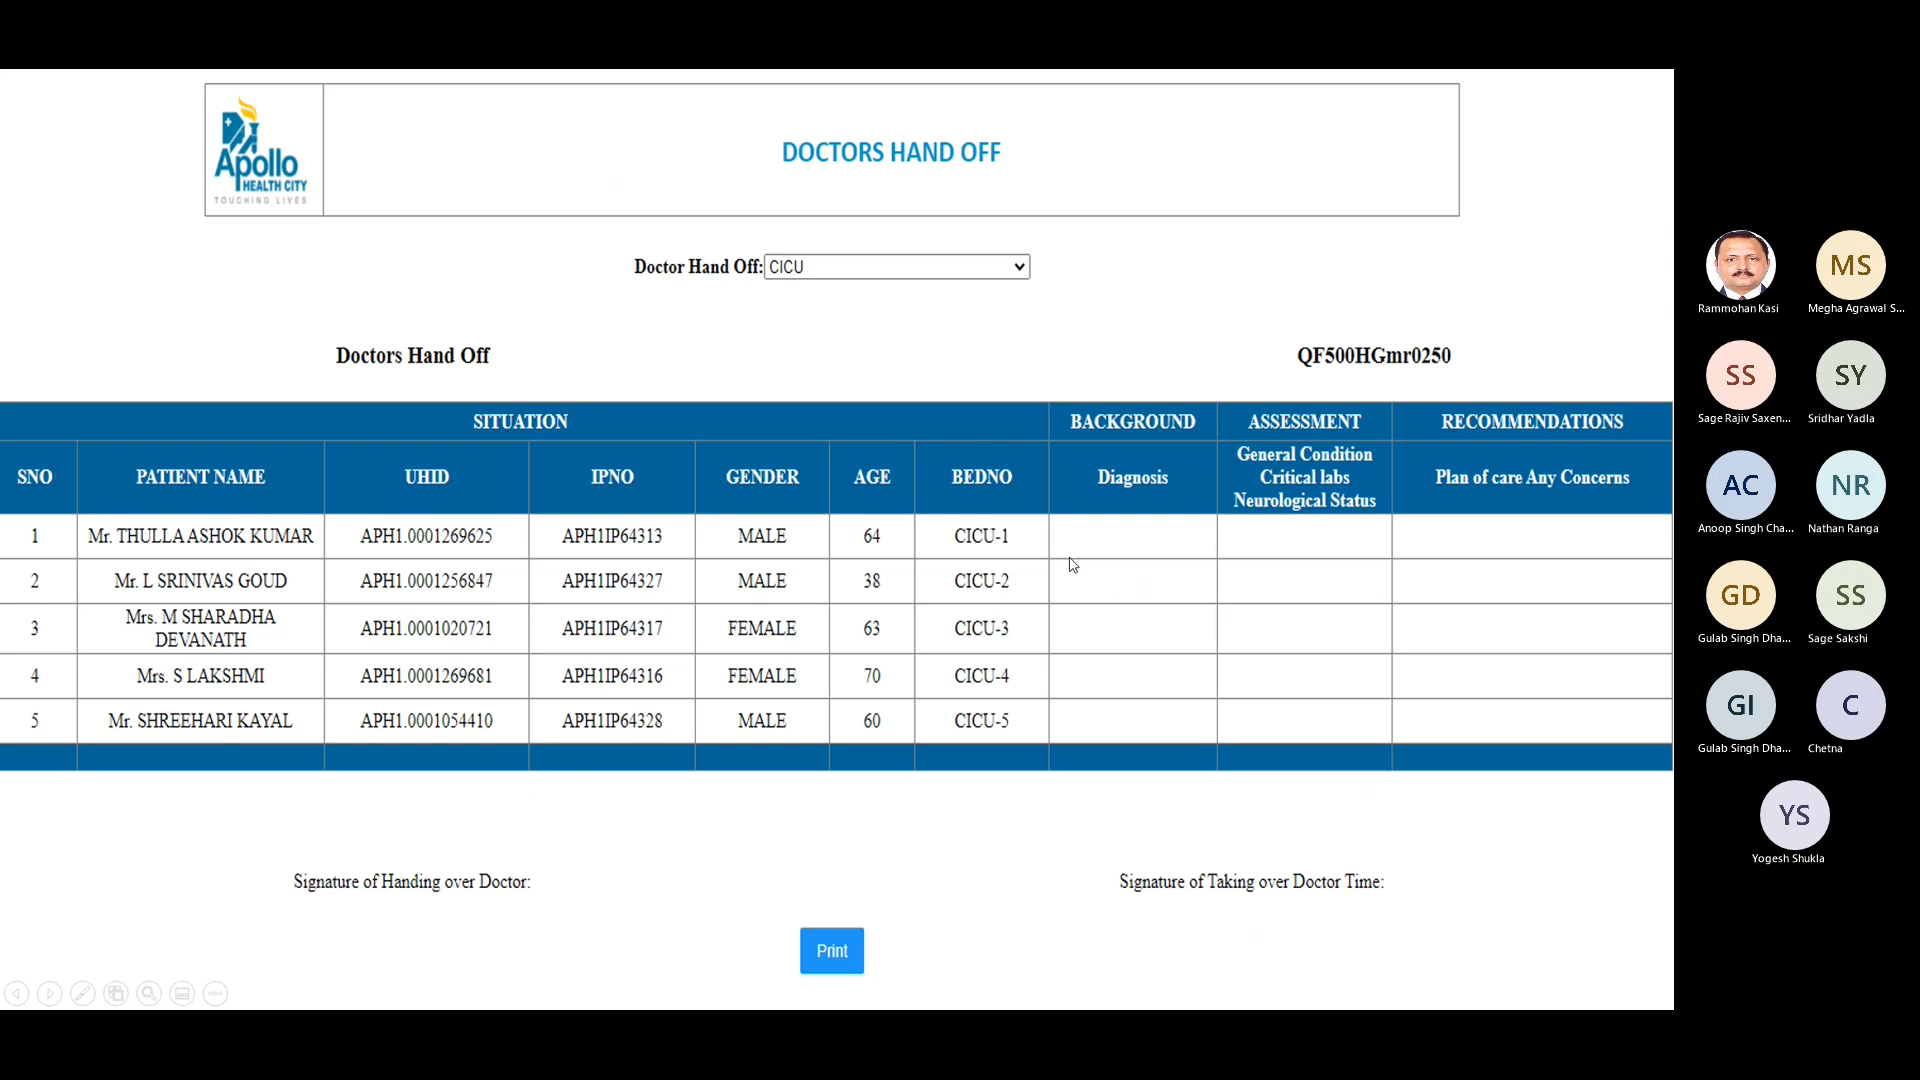 Apollo
HEALTH CITY
TOUCHING LIVES
DOCTORS HAND OFF
Doctor Hand Off: CICU
Doctors Hand Off QF500HGmr0250
SITUATION BACKGROUND ASSESSMENT RECOMMENDATIONS
SNO PATIENT NAME UHID IPNO GENDER AGE BEDNO Diagnosis General Condition Critical labs Neurological Status Plan of care Any Concerns
1 Mr. THULLA ASHOK KUMAR APH1.0001269625 APH1IP64313 MALE 64 CICU-1
2 Mr. L SRINIVAS GOUD APH1.0001256847 APH1IP64327 MALE 38 CICU-2
3 Mrs. M SHARADHA DEVANATH APH1.0001020721 APH1IP64317 FEMALE 63 CICU-3
4 Mrs. S LAKSHMI APH1.0001269681 APH1IP64316 FEMALE 70 CICU-4
5 Mr. SHREEHARI KAYAL APH1.0001054410 APH1IP64328 MALE 60 CICU-5
Signature of Handing over Doctor: Signature of Taking over Doctor Time:
Print
Rammohan Kasi
MS
Megha Agrawal S...
SS
Sage Rajiv Saxen...
SY
Sridhar Yadla
AC
Anoop Singh Cha...
NR
Nathan Ranga
GD
Gulab Singh Dha...
SS
Sage Sakshi
GI
Gulab Singh Dha...
C
Chetna
YS
Yogesh Shukla